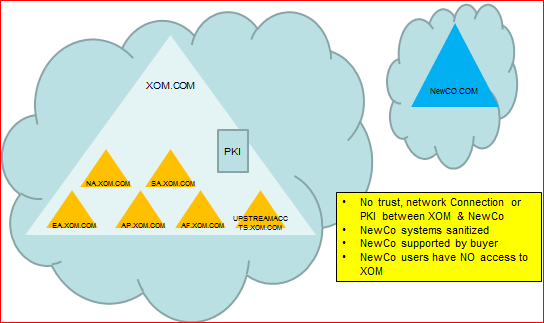 XOM.COM
NewCO.COM
PKI
NA.XOM.COM
SA.XOM.COM
EA.XOM.COM
AP.XOM.COM
AF.XOM.COM
UPSTREAMACC
TS.XOM.COM
• No trust, network Connection or
PKI between XOM & NewCo
• NewCo systems sanitized
• NewCo supported by buyer
• NewCo users have NO access to
XOM